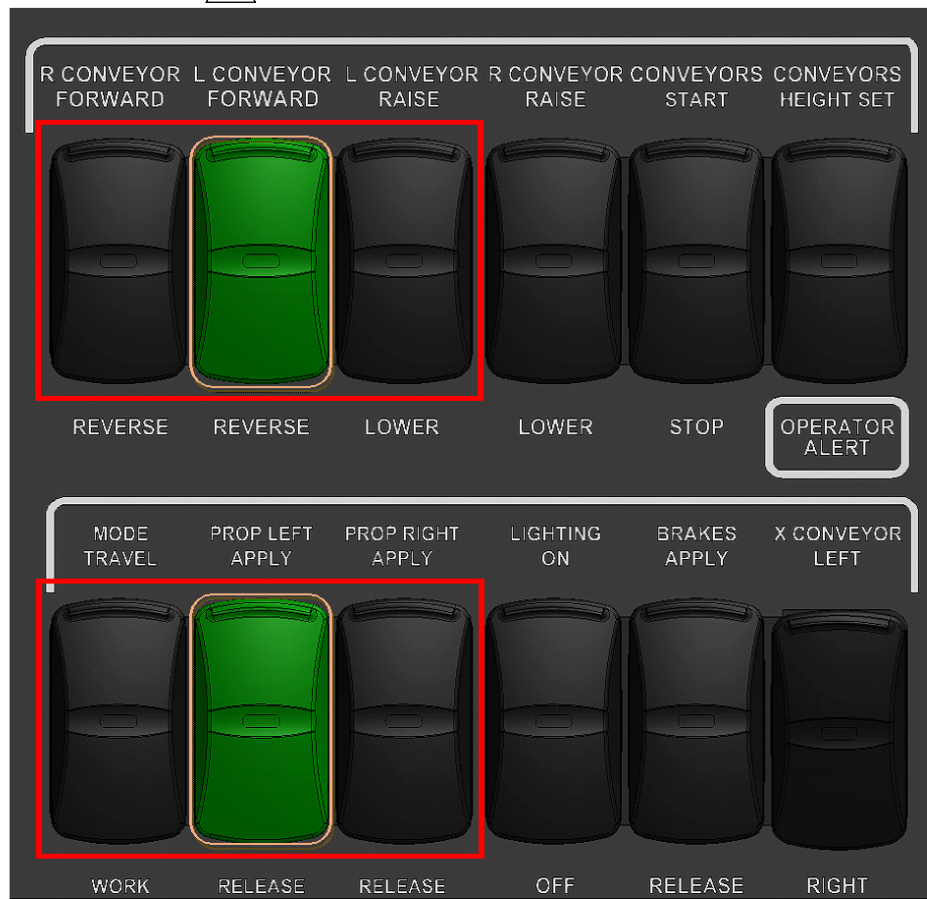 R CONVEYOR L CONVEYOR L CONVEYOR R CONVEYOR CONVEYORS CONVEYORS
FORWARD FORWARD RAISE RAISE START HEIGHT SET
REVERSE REVERSE LOWER LOWER STOP OPERATOR
ALERT
MODE PROP LEFT PROP RIGHT LIGHTING BRAKES X CONVEYOR
TRAVEL APPLY APPLY ON APPLY LEFT
WORK RELEASE RELEASE OFF RELEASE RIGHT